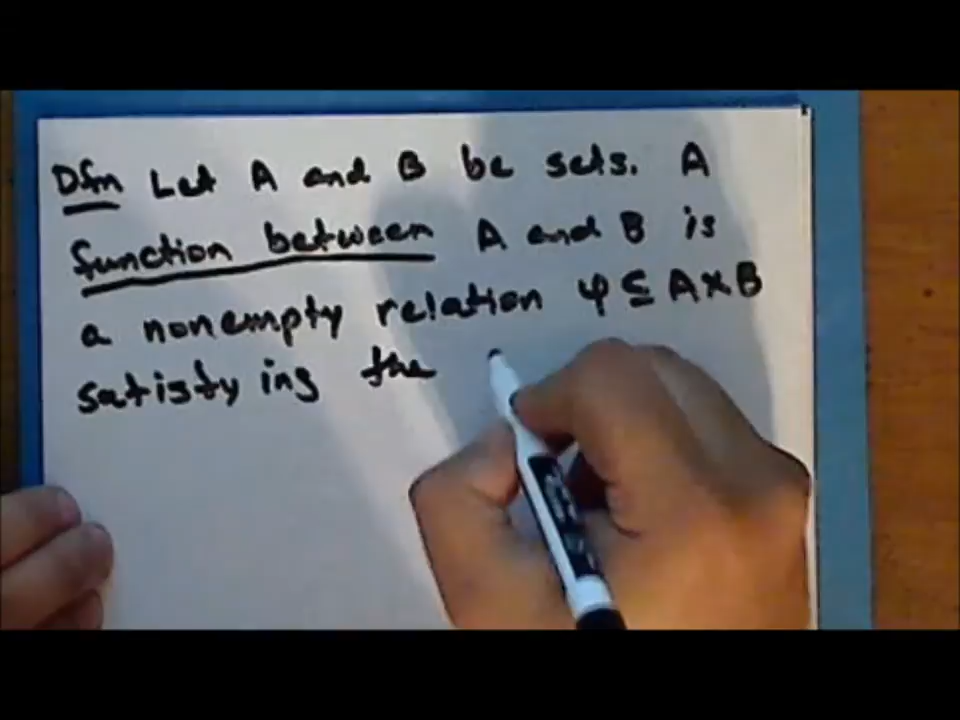 Dfn Let A and B be sets. A
function between A and B is
a nonempty relation φ ⊆ A×B
satisfying the